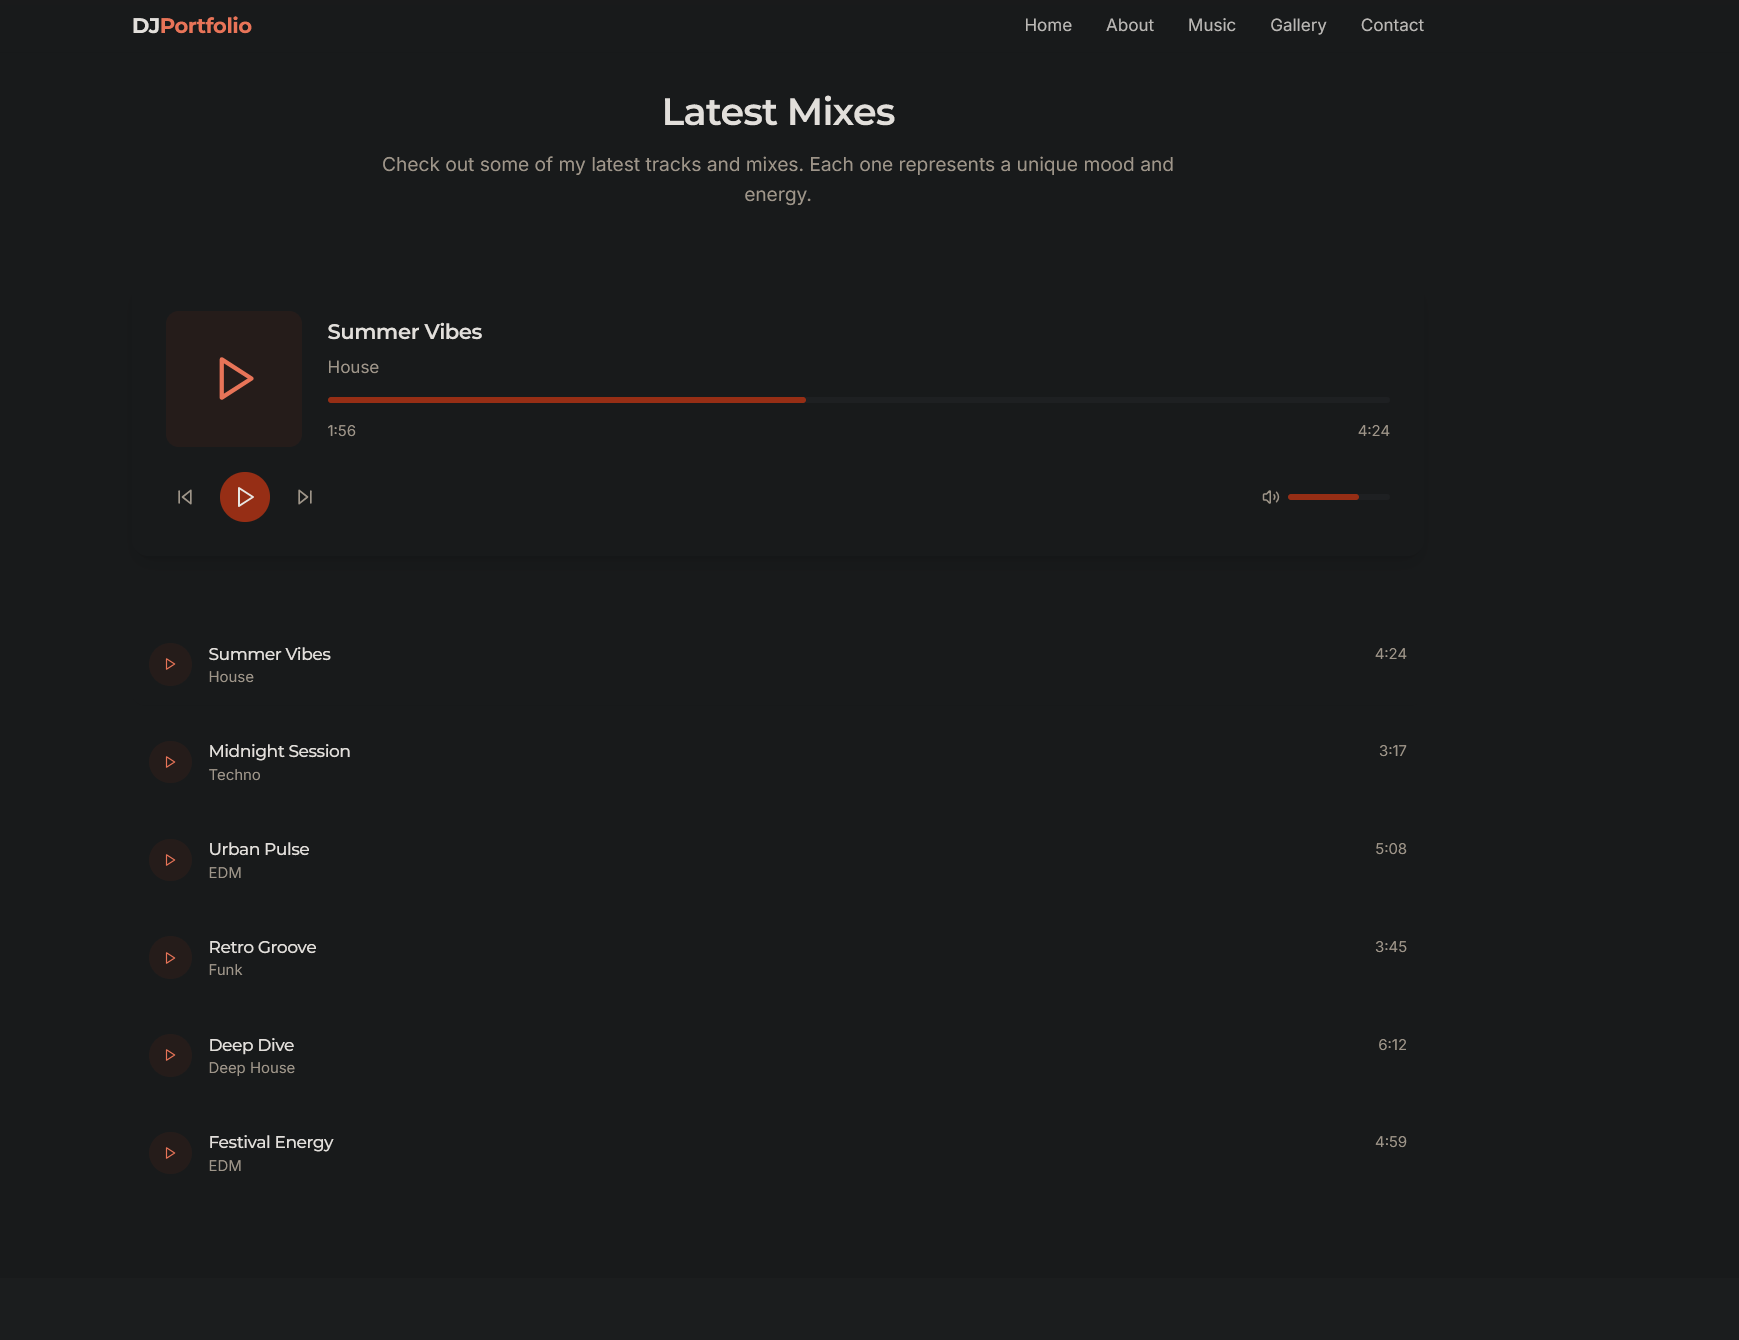 DJPortfolio
Home About Music Gallery Contact
Latest Mixes
Check out some of my latest tracks and mixes. Each one represents a unique mood and
energy.
Summer Vibes
House
1:56 4:24
Summer Vibes 4:24
House
Midnight Session 3:17
Techno
Urban Pulse 5:08
EDM
Retro Groove 3:45
Funk
Deep Dive 6:12
Deep House
Festival Energy 4:59
EDM